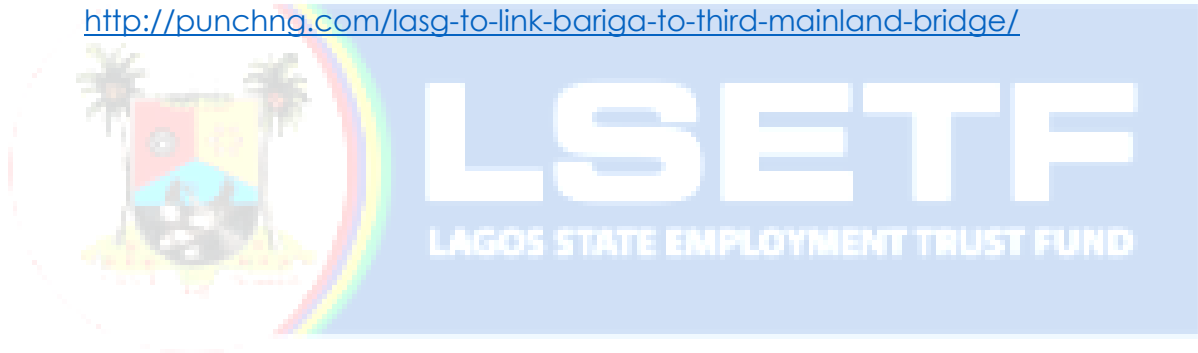 http://punchng.com/lasg-to-link-bariga-to-third-mainland-bridge/
LSETF
LAGOS STATE EMPLOYMENT TRUST FUND